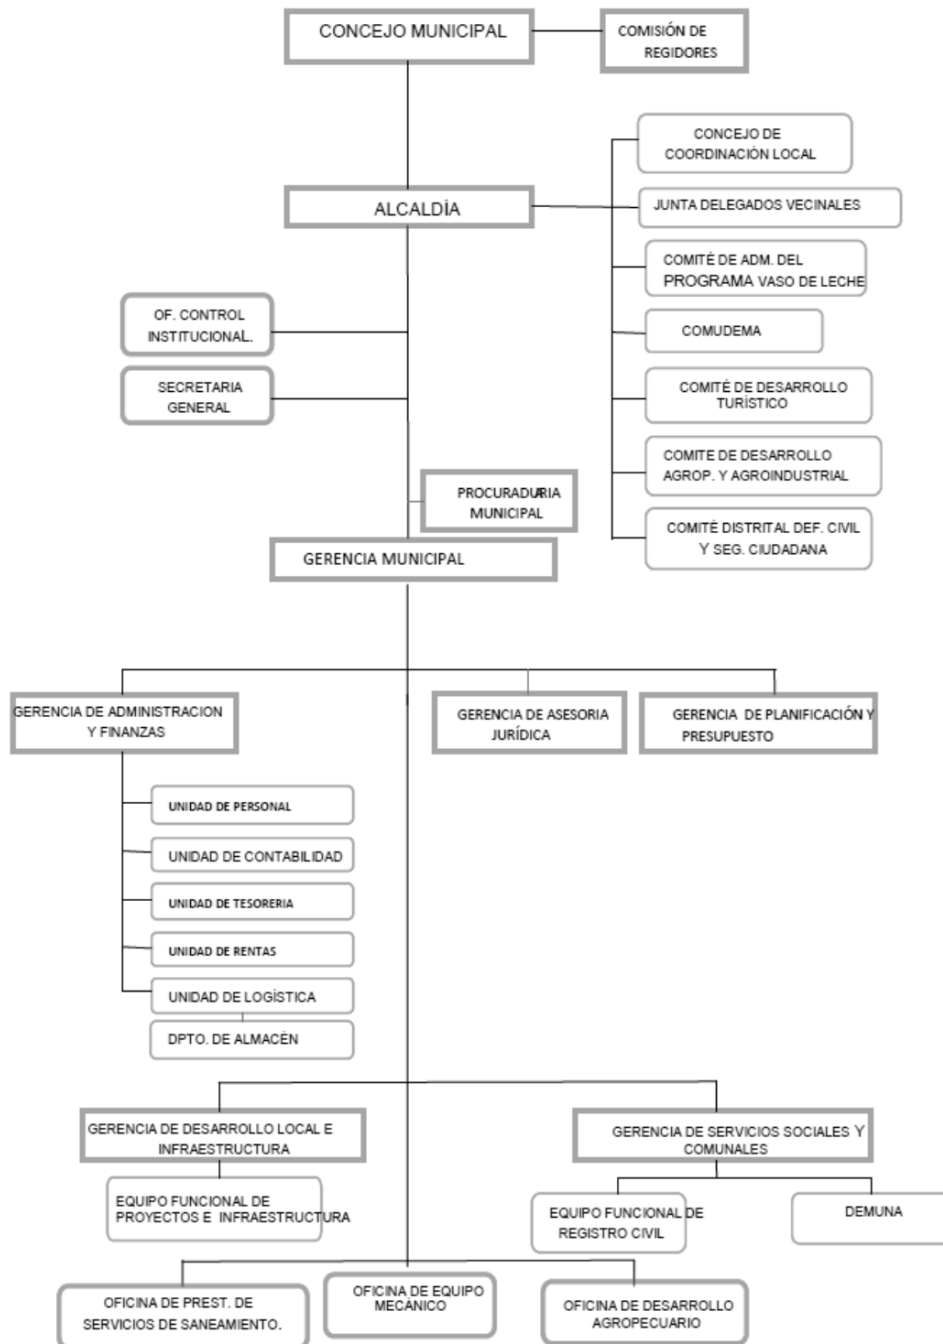 CONCEJO MUNICIPAL
COMISIÓN DE
REGIDORES
CONCEJO DE
COORDINACIÓN LOCAL
ALCALDÌA
JUNTA DELEGADOS VECINALES
COMITÉ DE ADM. DEL
PROGRAMA VASO DE LECHE
OF. CONTROL
INSTITUCIONAL.
COMUDEMA
SECRETARIA
GENERAL
COMITÉ DE DESARROLLO
TURÍSTICO
COMITE DE DESARROLLO
AGROP. Y AGROINDUSTRIAL
PROCURADURIA
MUNICIPAL
COMITÉ DISTRITAL DEF. CIVIL
Y SEG. CIUDADANA
GERENCIA MUNICIPAL
GERENCIA DE ADMINISTRACION
Y FINANZAS
GERENCIA DE ASESORIA
JURÍDICA
GERENCIA DE PLANIFICACIÓN Y
PRESUPUESTO
UNIDAD DE PERSONAL
UNIDAD DE CONTABILIDAD
UNIDAD DE TESORERIA
UNIDAD DE RENTAS
UNIDAD DE LOGÍSTICA
DPTO. DE ALMACÉN
GERENCIA DE DESARROLLO LOCAL E
INFRAESTRUCTURA
GERENCIA DE SERVICIOS SOCIALES Y
COMUNALES
EQUIPO FUNCIONAL DE
PROYECTOS E INFRAESTRUCTURA
EQUIPO FUNCIONAL DE
REGISTRO CIVIL
DEMUNA
OFICINA DE PREST. DE
SERVICIOS DE SANEAMIENTO.
OFICINA DE EQUIPO
MECÁNICO
OFICINA DE DESARROLLO
AGROPECUARIO